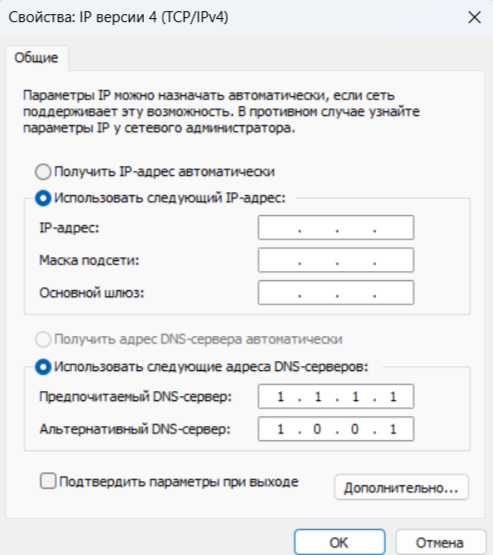 Свойства: IP версии 4 (TCP/IPv4)
Общие
Параметры IP можно назначать автоматически, если сеть
поддерживает эту возможность. В противном случае узнайте
параметры IP у сетевого администратора.
Получить IP-адрес автоматически
Использовать следующий IP-адрес:
IP-адрес: . . .
Маска подсети: . . .
Основной шлюз: . . .
Получить адрес DNS-сервера автоматически
Использовать следующие адреса DNS-серверов:
Предпочитаемый DNS-сервер: 1 . 1 . 1 . 1
Альтернативный DNS-сервер: 1 . 0 . 0 . 1
Подтвердить параметры при выходе
Дополнительно...
ОК Отмена